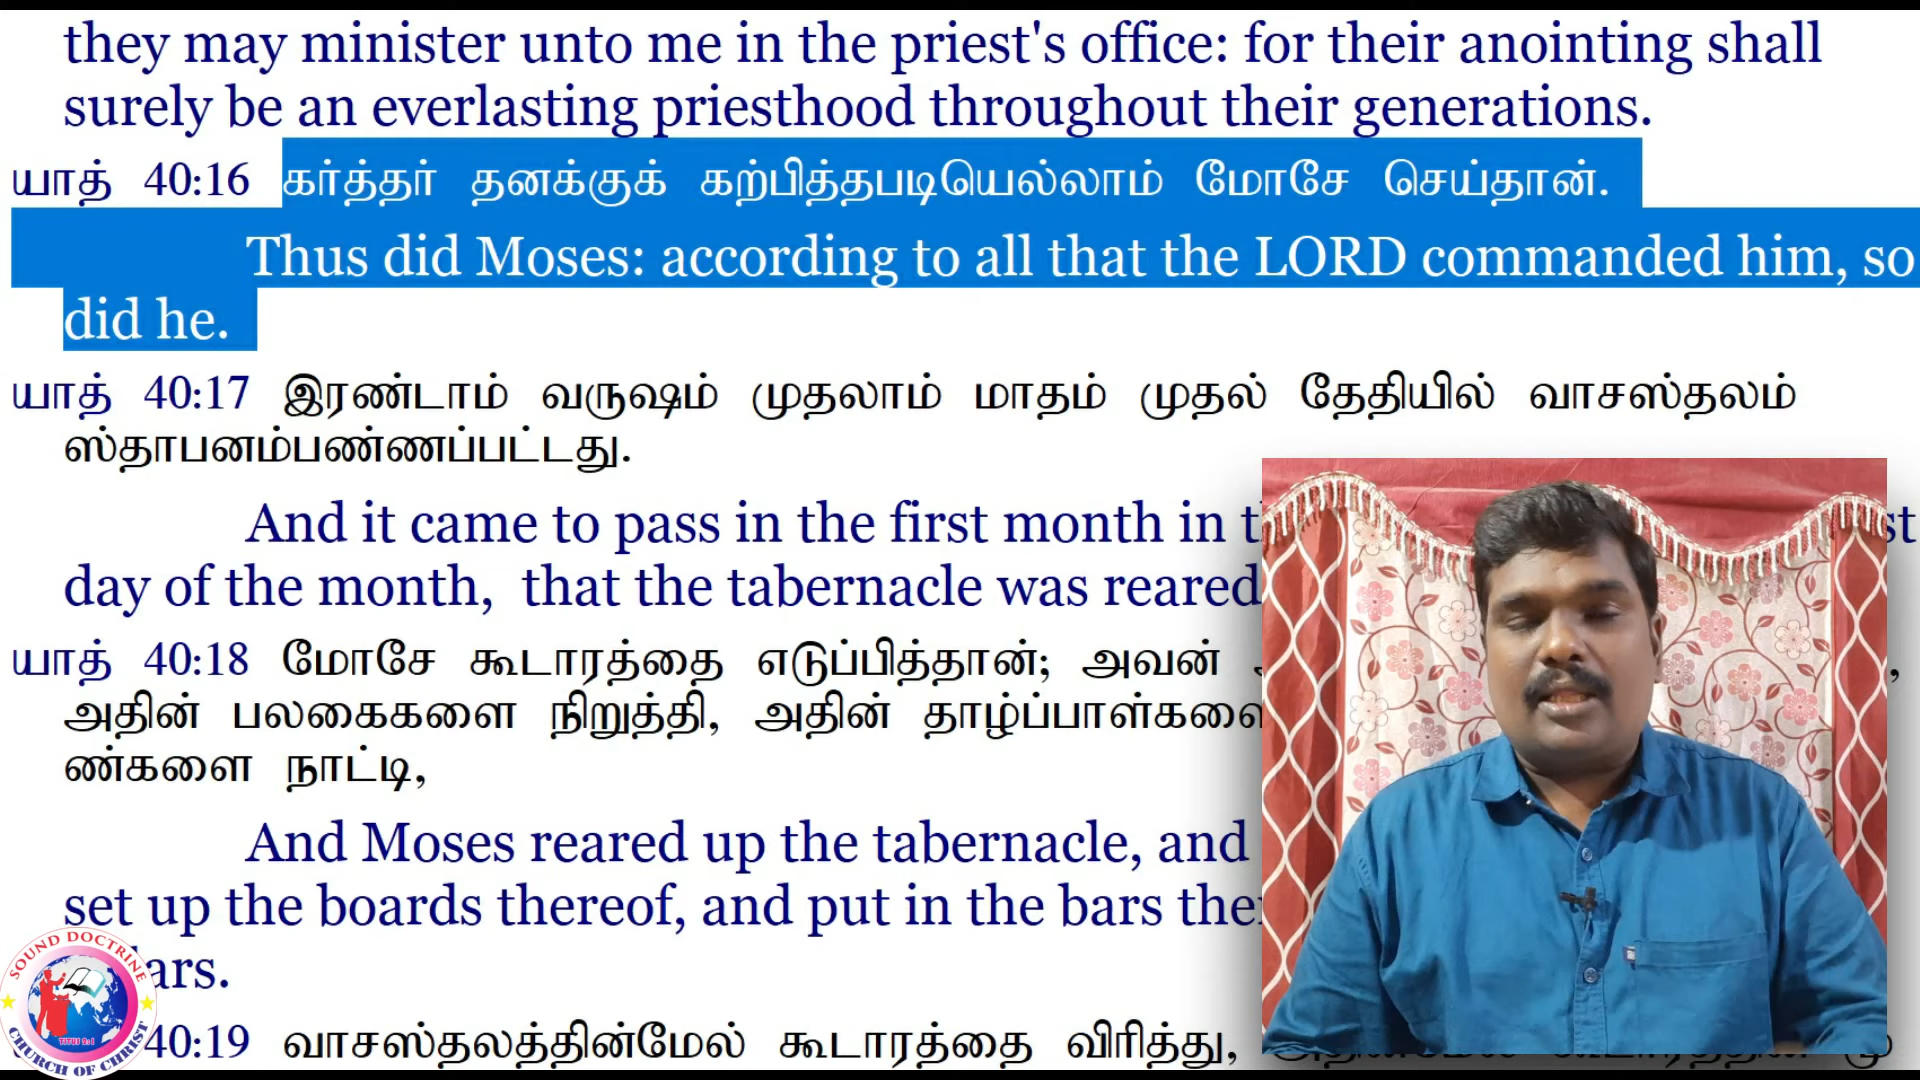 they may minister unto me in the priest's office: for their anointing shall
surely be an everlasting priesthood throughout their generations.
யாத் 40:16 கர்த்தர் தனக்குக் கற்பித்தபடியெல்லாம் மோசே செய்தான்.
Thus did Moses: according to all that the LORD commanded him, so
did he.
யாத் 40:17 இரண்டாம் வருஷம் முதலாம் மாதம் முதல் தேதியில் வாசஸ்தலம்
ஸ்தாபனம்பண்ணப்பட்டது.
And it came to pass in the first month in
day of the month, that the tabernacle was reared
யாத் 40:18 மோசே கூடாரத்தை எடுப்பித்தான்; அவன்
அதின் பலகைகளை நிறுத்தி, அதின் தாழ்ப்பாள்களை
ண்களை நாட்டி,
And Moses reared up the tabernacle, and
set up the boards thereof, and put in the bars
40:19 வாசஸ்தலத்தின்மேல் கூடாரத்தை விரித்து,
SOUND DOCTRINE
TITUS 2:1
CHURCH OF CHRIST